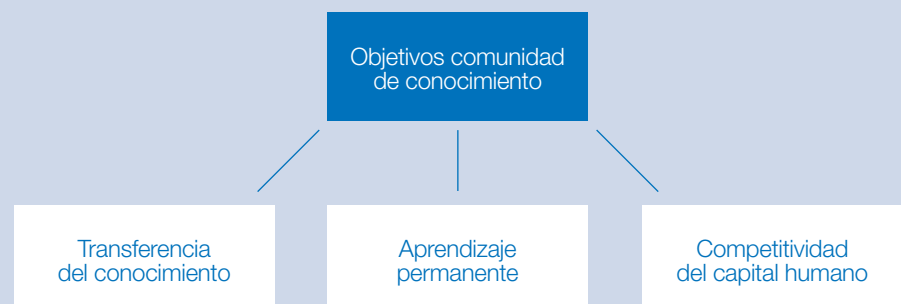 Objetivos comunidad
de conocimiento
Transferencia
del conocimiento
Aprendizaje
permanente
Competitividad
del capital humano